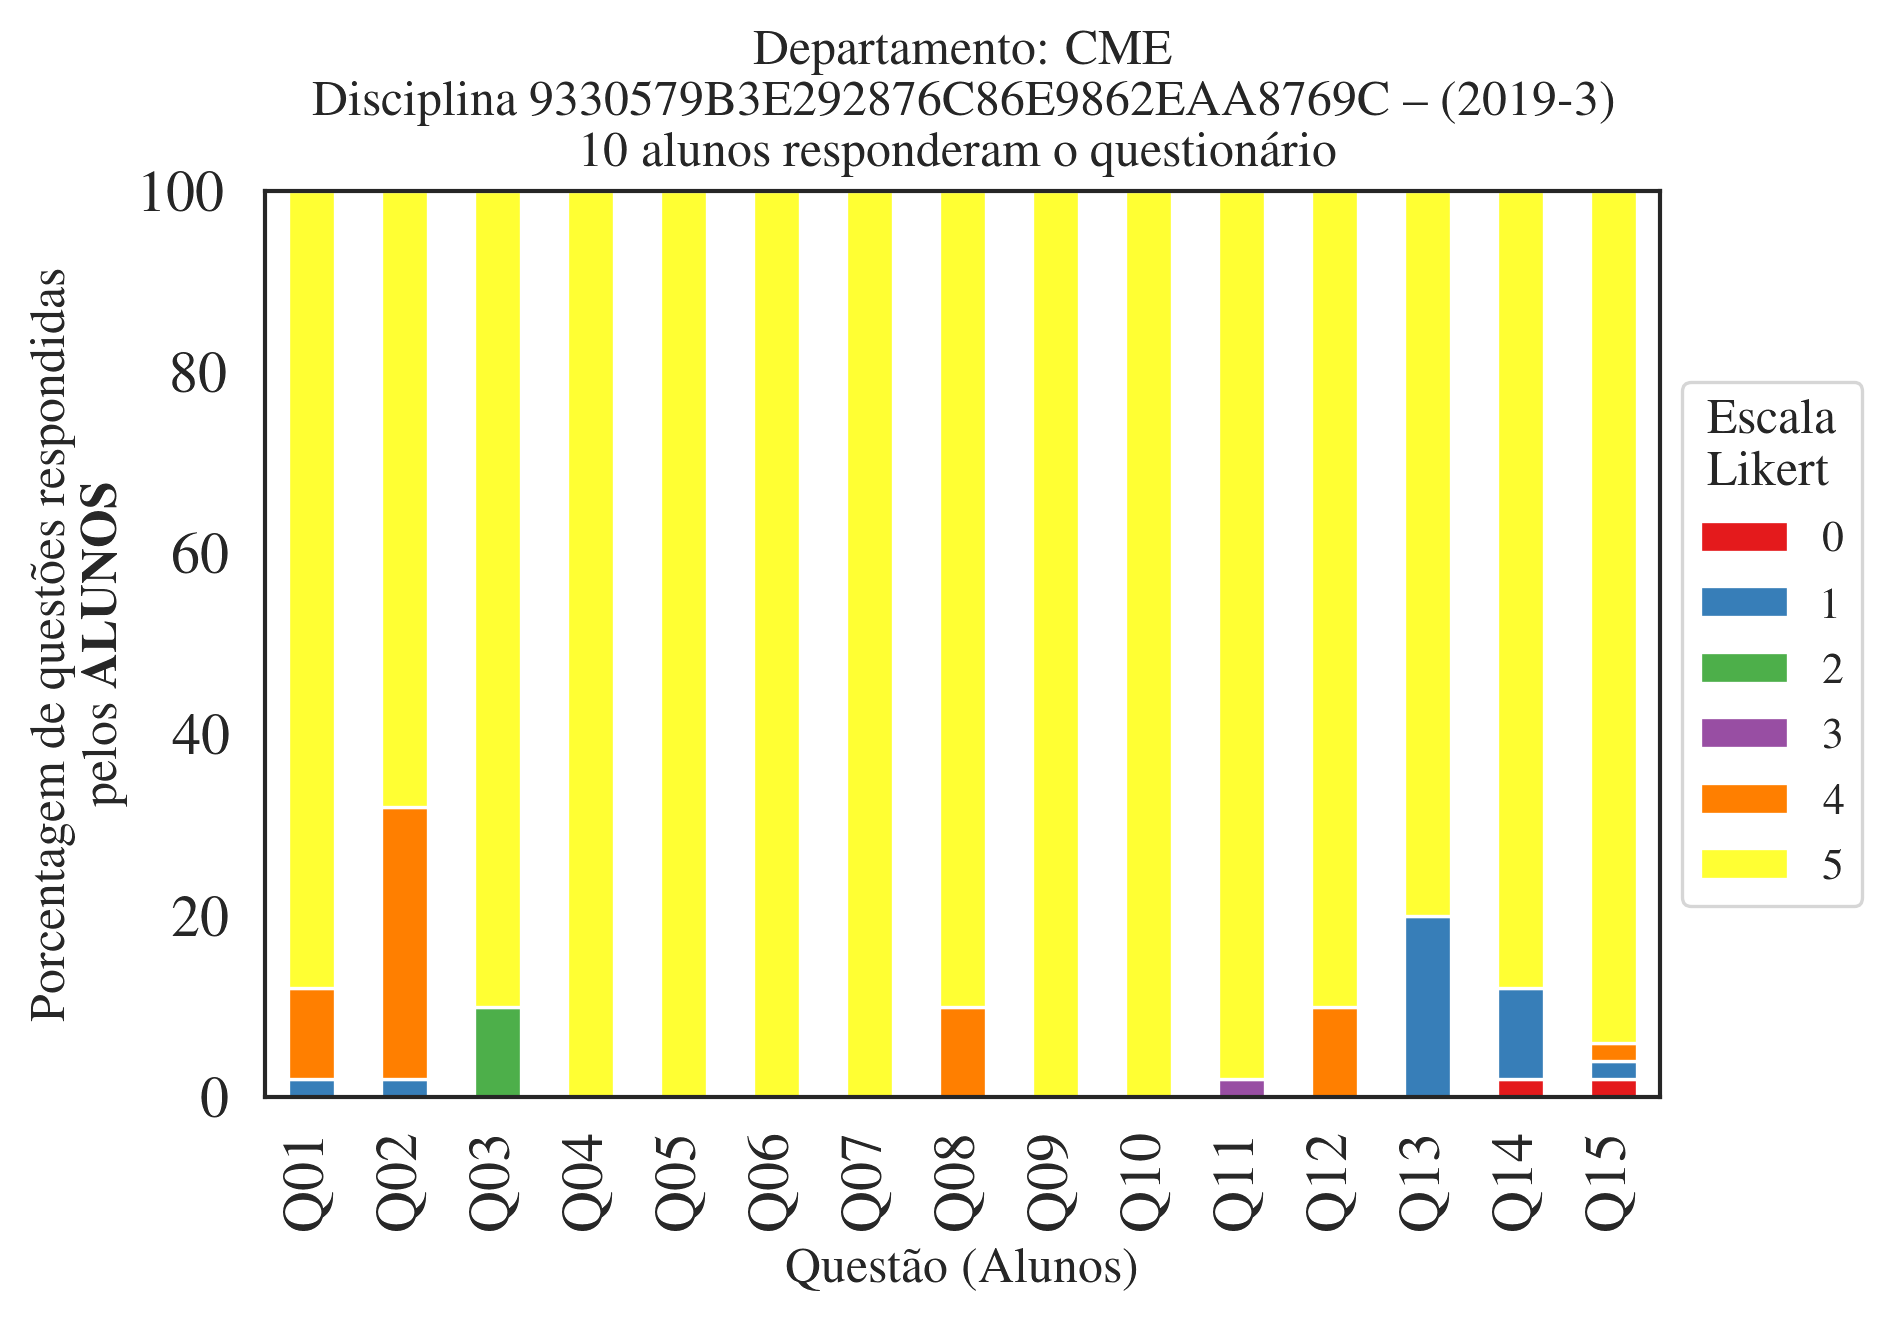 Departamento: CME
Disciplina 9330579B3E292876C86E9862EAA8769C – (2019-3)
10 alunos responderam o questionário
Porcentagem de questões respondidas
pelos ALUNOS
100
80
60
40
20
0
Q01
Q02
Q03
Q04
Q05
Q06
Q07
Q08
Q09
Q10
Q11
Q12
Q13
Q14
Q15
Questão (Alunos)
Escala
Likert
0
1
2
3
4
5